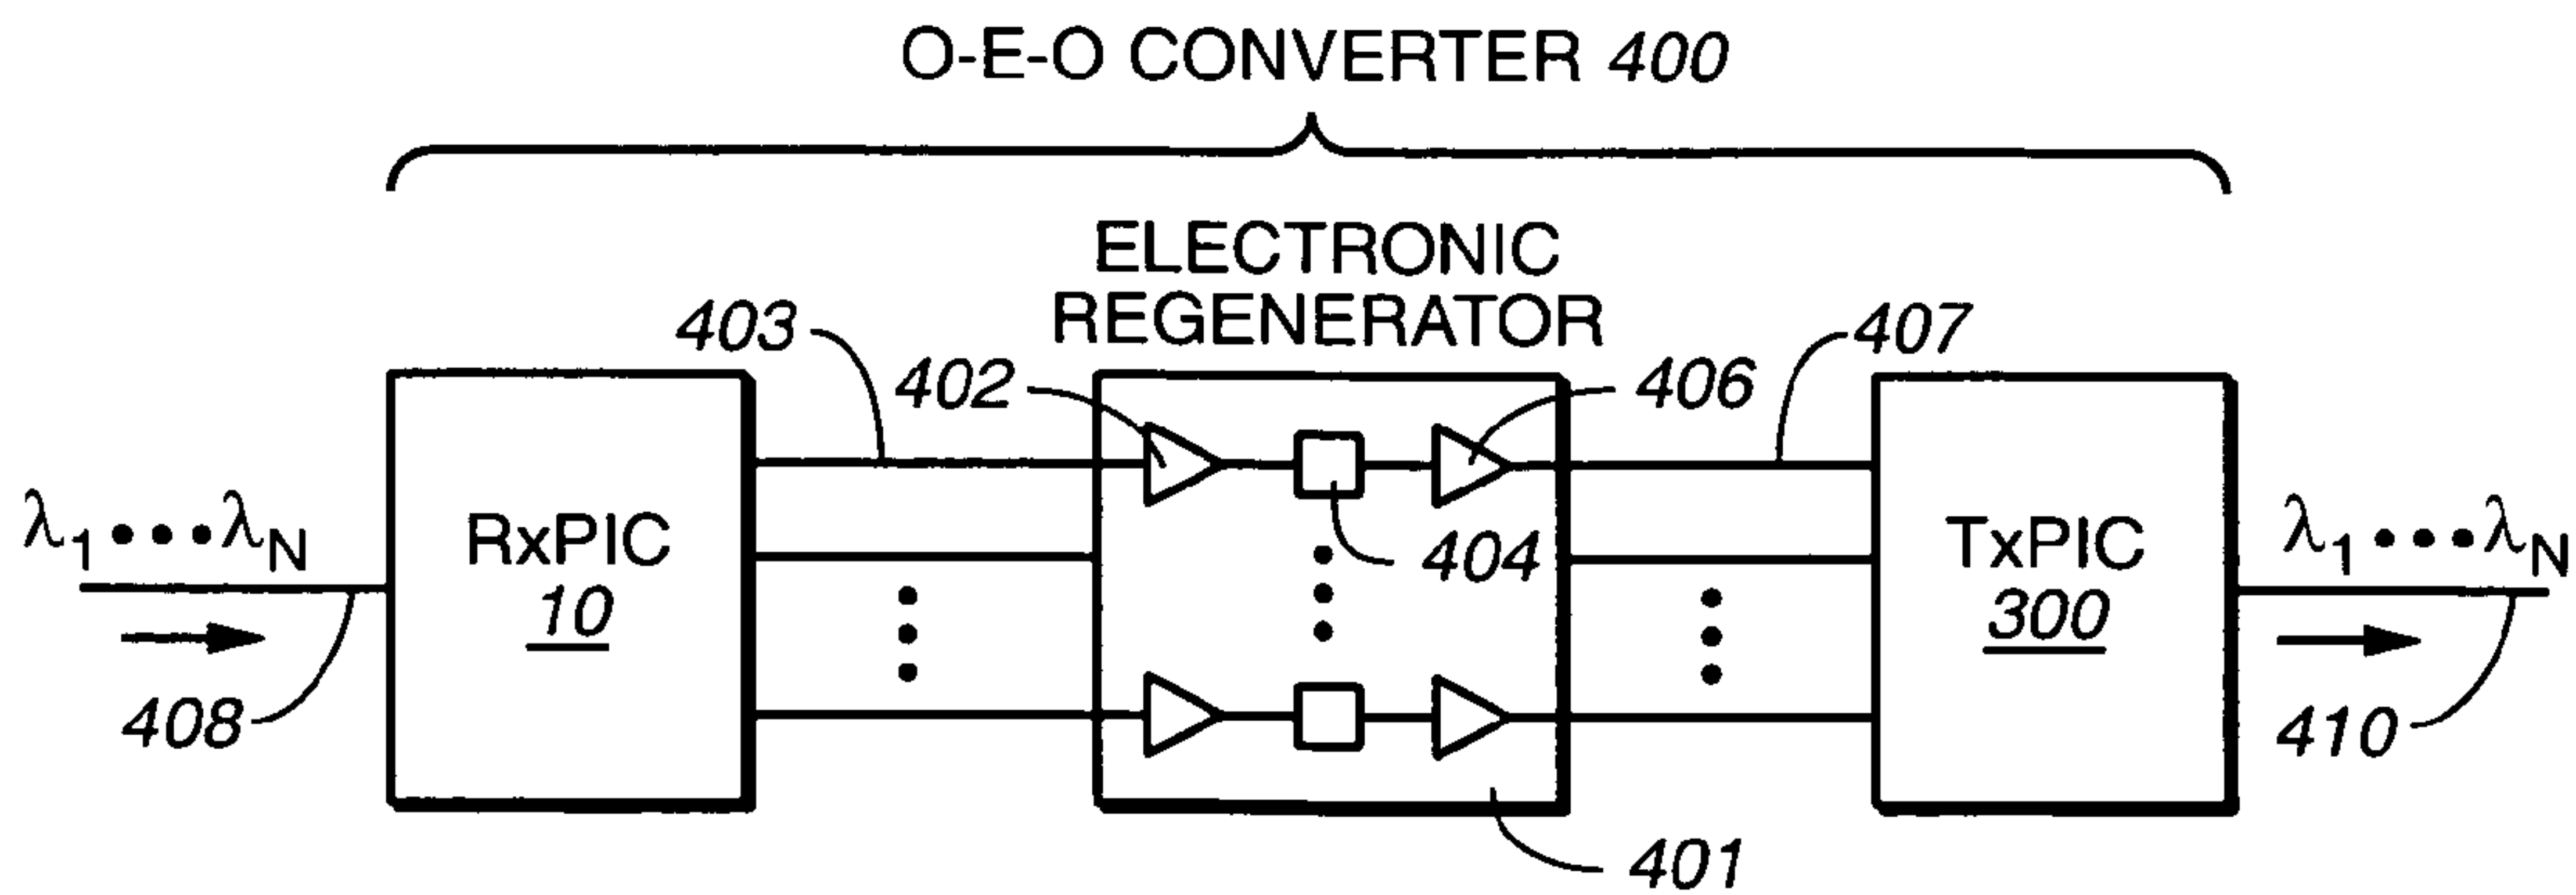 O-E-O CONVERTER 400
ELECTRONIC
REGENERATOR
403
402
406
407
λ1 • • • λN
RxPIC
10
404
TxPIC
300
λ1 • • • λN
408
410
401